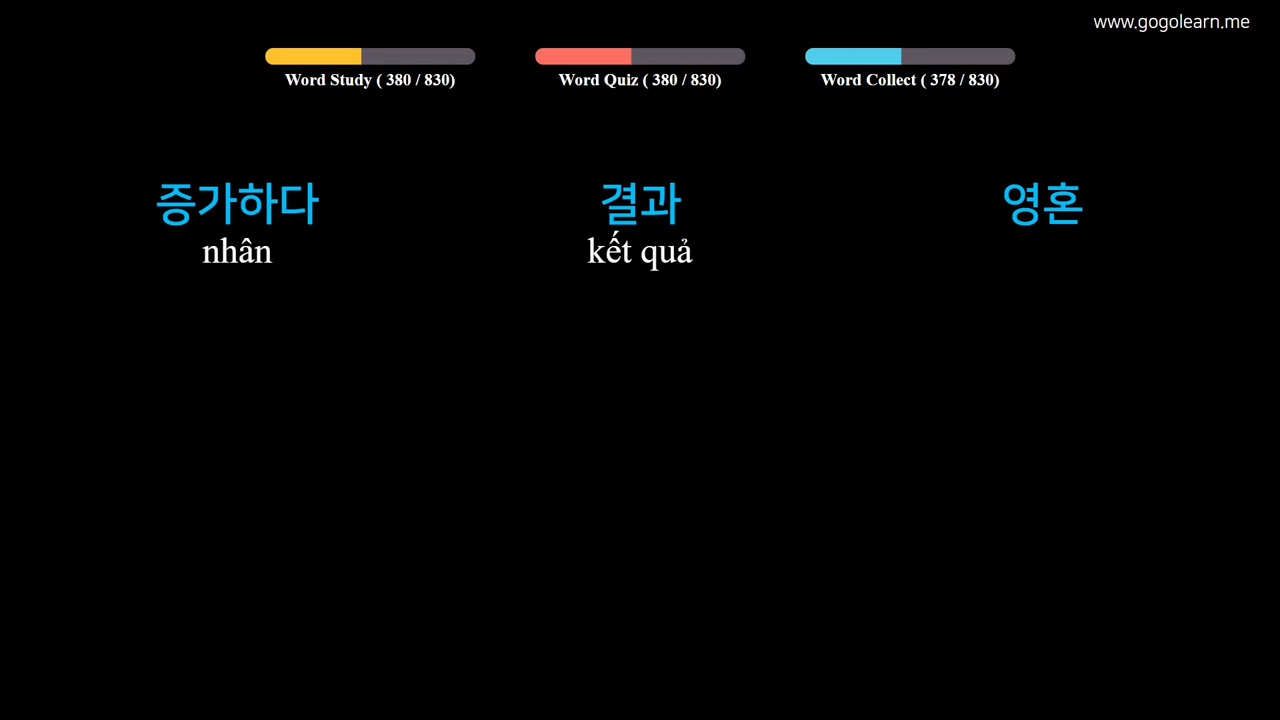 www.gogolearn.me
Word Study ( 380 / 830)
Word Quiz ( 380 / 830)
Word Collect ( 378 / 830)
증가하다
결과
영혼
nhân
kết quả